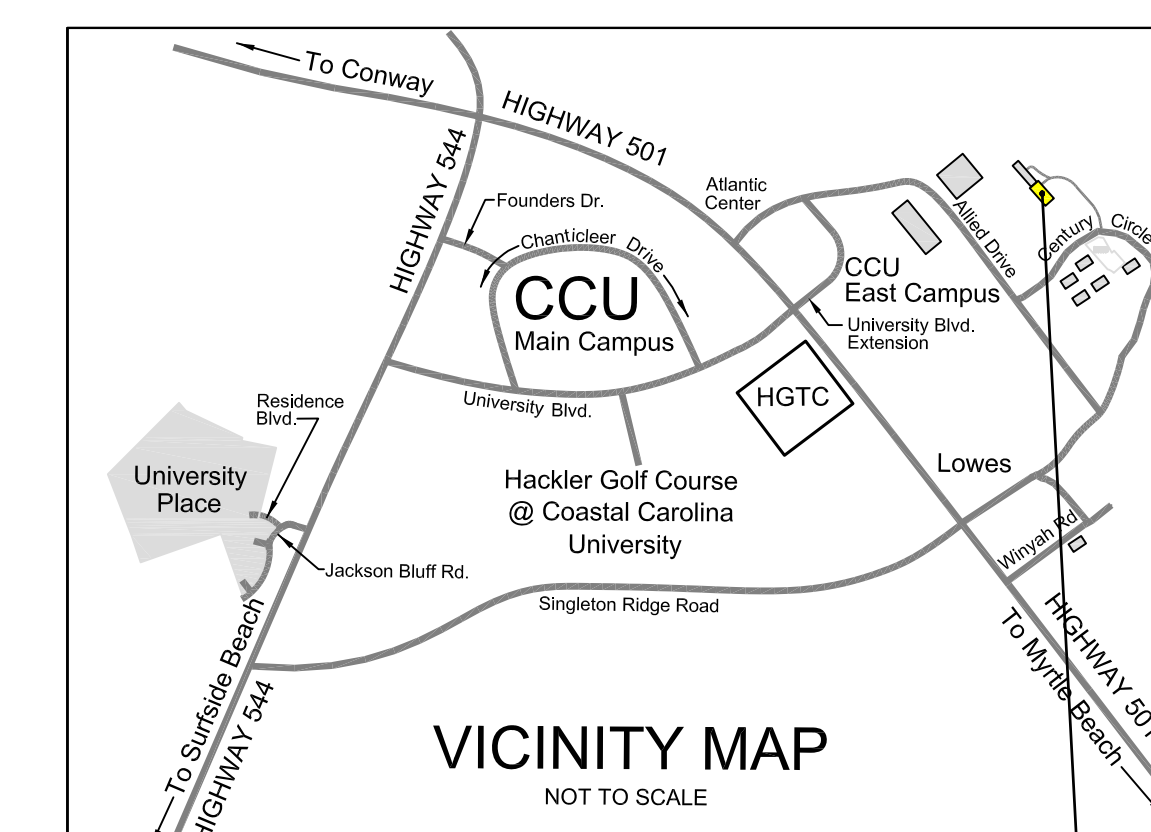 To Conway
HIGHWAY 501
HIGHWAY 544
Founders Dr.
Chanticleer Drive
Atlantic
Center
Allied Drive
Century Circle
CCU
Main Campus
CCU
East Campus
University Blvd.
Extension
University Blvd.
HGTC
Residence
Blvd.
University
Place
Hackler Golf Course
@ Coastal Carolina
University
Lowes
Winyah Rd
Jackson Bluff Rd.
Singleton Ridge Road
To Surfside Beach
HIGHWAY 544
To Myrtle Beach
HIGHWAY 501
VICINITY MAP
NOT TO SCALE